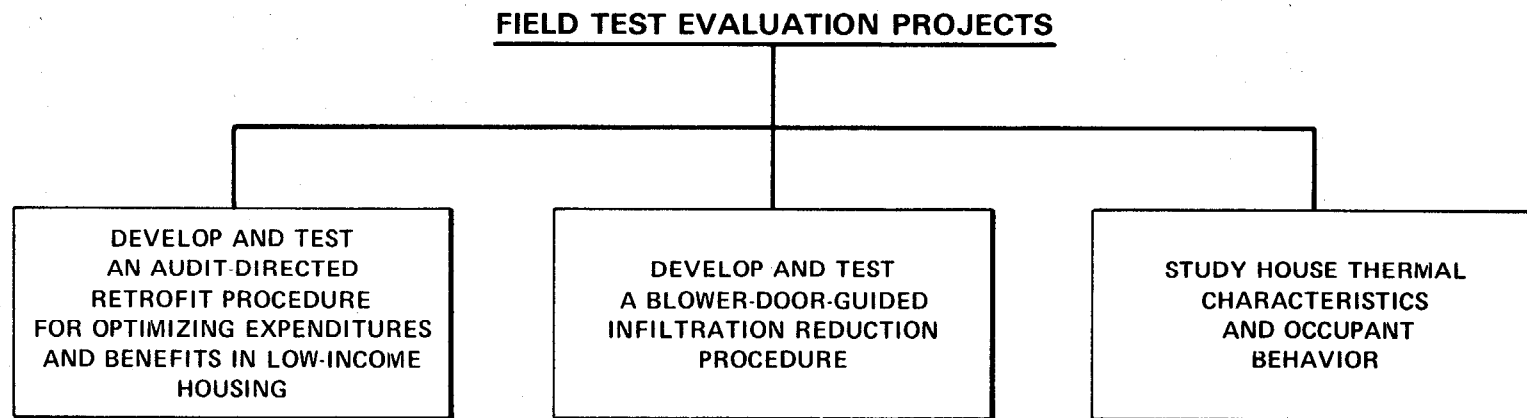 FIELD TEST EVALUATION PROJECTS
DEVELOP AND TEST
AN AUDIT-DIRECTED
RETROFIT PROCEDURE
FOR OPTIMIZING EXPENDITURES
AND BENEFITS IN LOW-INCOME
HOUSING
DEVELOP AND TEST
A BLOWER-DOOR-GUIDED
INFILTRATION REDUCTION
PROCEDURE
STUDY HOUSE THERMAL
CHARACTERISTICS
AND OCCUPANT
BEHAVIOR